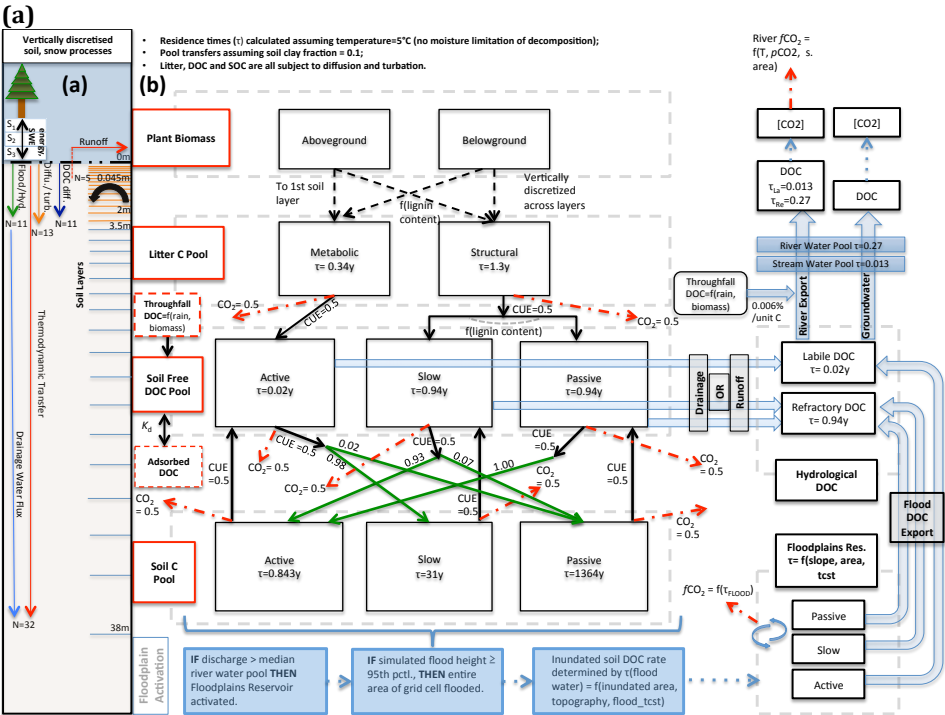 (a)
Vertically discretised
soil, snow processes
• Residence times (τ) calculated assuming temperature=5°C (no moisture limitation of decomposition);
• Pool transfers assuming soil clay fraction = 0.1;
• Litter, DOC and SOC are all subject to diffusion and turbation.
(a)
(b)
S1
S2
S3
SWE
energy
Runoff
0m
N=5
0.045m
2m
3.5m
Flood/Hyd.
Diffu./ turb.
DOC diff.
N=11
N=13
N=11
Soil Layers
Thermodynamic Transfer
Drainage Water Flux
N=32
38m
Plant Biomass
Litter C Pool
Throughfall
DOC=f(rain,
biomass)
Soil Free
DOC Pool
Kd
Adsorbed
DOC
Soil C
Pool
Floodplain
Activation
Aboveground
Belowground
To 1st soil
layer
f(lignin
content)
Vertically
discretized
across layers
Metabolic
τ= 0.34y
Structural
τ=1.3y
CO2= 0.5
CUE=0.5
CUE=0.5
CO2= 0.5
f(lignin content)
Active
τ=0.02y
Slow
τ=0.94y
Passive
τ=0.94y
CUE
=0.5
CUE =0.5
0.02
0.98
CO2= 0.5
CO2= 0.5
CUE=0.5
0.93
0.07
1.00
CUE
=0.5
CUE
=0.5
CO2
= 0.5
CUE
=0.5
CO2
= 0.5
CO2
= 0.5
CO2
= 0.5
Active
τ=0.843y
Slow
τ=31y
Passive
τ=1364y
IF discharge > median
river water pool THEN
Floodplains Reservoir
activated.
IF simulated flood height ≥
95th pctl., THEN entire
area of grid cell flooded.
Inundated soil DOC rate
determined by τ(flood
water) = f(inundated area,
topography, flood_tcst)
River fCO2 =
f(T, pCO2, s.
area)
[CO2]
[CO2]
DOC
τLa=0.013
τRe=0.27
DOC
River Water Pool τ=0.27
Stream Water Pool τ=0.013
Throughfall
DOC=f(rain,
biomass)
0.006%
/unit C
River Export
Groundwater
Drainage
OR
Runoff
Labile DOC
τ= 0.02y
Refractory DOC
τ= 0.94y
Hydrological
DOC
Flood
DOC
Export
Floodplains Res.
τ= f(slope, area,
tcst
fCO2 = f(τFLOOD)
Passive
Slow
Active